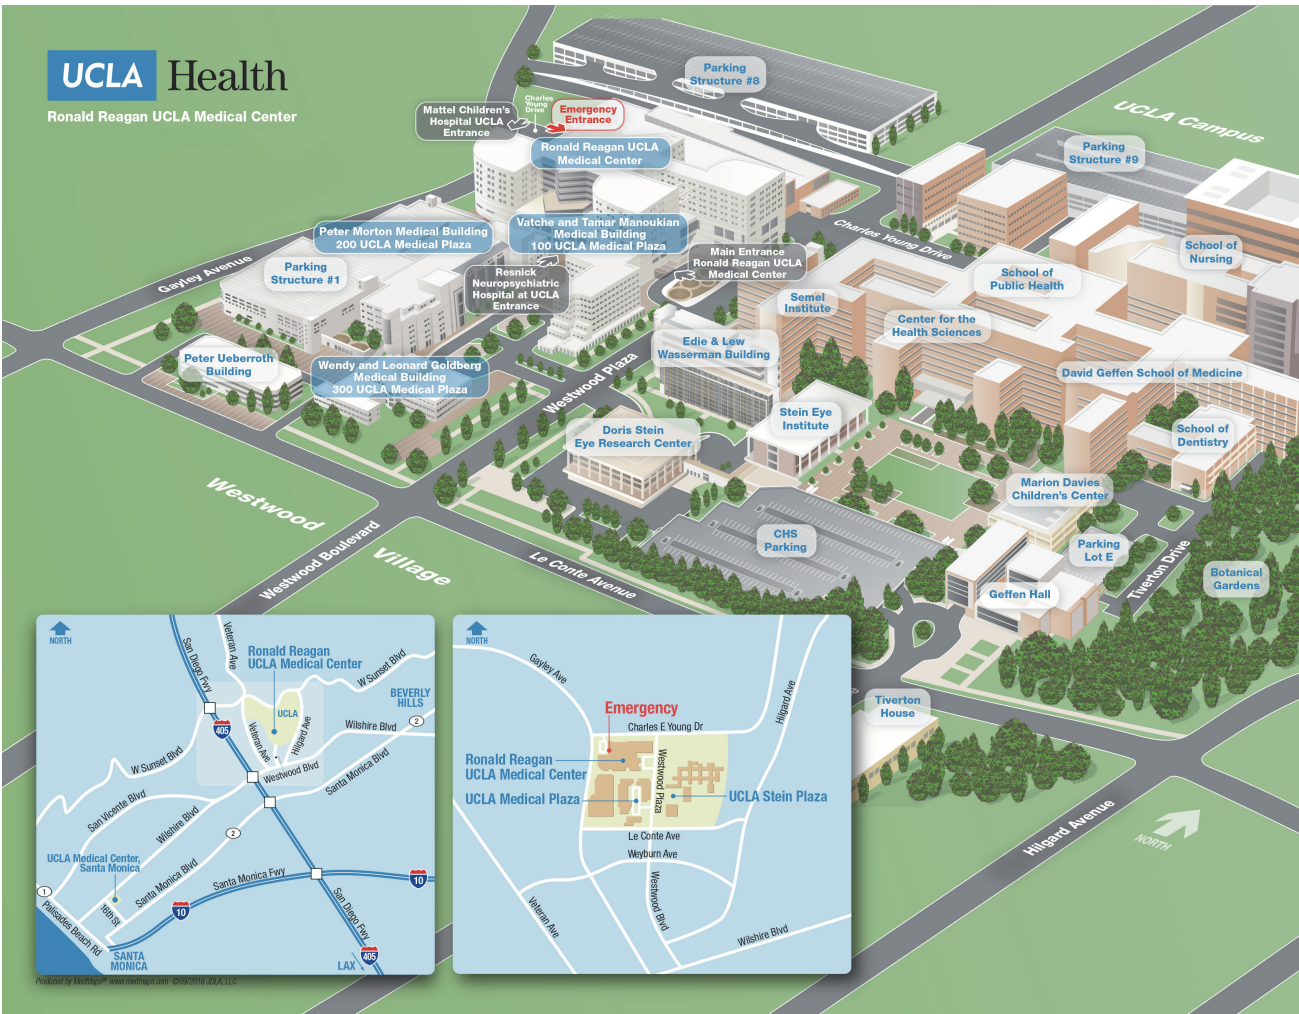 UCLA Health
Ronald Reagan UCLA Medical Center
Parking
Structure #8
UCLA Campus
Mattel Children's
Hospital UCLA
Entrance
Charles
Young
Drive
Emergency
Entrance
Ronald Reagan UCLA
Medical Center
Parking
Structure #9
Peter Morton Medical Building
200 UCLA Medical Plaza
Vatche and Tamar Manoukian
Medical Building
100 UCLA Medical Plaza
Charles Young Drive
Gayley Avenue
Parking
Structure #1
Resnick
Neuropsychiatric
Hospital at UCLA
Entrance
Main Entrance
Ronald Reagan UCLA
Medical Center
School of
Nursing
School of
Public Health
Semel
Institute
Center for the
Health Sciences
Peter Ueberroth
Building
Wendy and Leonard Goldberg
Medical Building
300 UCLA Medical Plaza
Westwood Plaza
Edie & Lew
Wasserman Building
David Geffen School of Medicine
Stein Eye
Institute
Doris Stein
Eye Research Center
School of
Dentistry
Westwood
Village
Marion Davies
Children's Center
CHS
Parking
Parking
Lot E
Westwood Boulevard
Le Conte Avenue
Geffen Hall
Tiverton Drive
Botanical
Gardens
Tiverton
House
Hilgard Avenue
NORTH
NORTH
San Diego Fwy
Veteran Ave
Ronald Reagan
UCLA Medical Center
W Sunset Blvd
BEVERLY
HILLS
UCLA
405
Veteran Ave
Hilgard Ave
Wilshire Blvd
2
W Sunset Blvd
Westwood Blvd
Santa Monica Blvd
San Vicente Blvd
Wilshire Blvd
2
UCLA Medical Center,
Santa Monica
Santa Monica Blvd
Santa Monica Fwy
10
1
16th St
10
San Diego Fwy
Palisades Beach Rd
SANTA
MONICA
405
LAX
NORTH
Gayley Ave
Hilgard Ave
Emergency
Charles E Young Dr
Ronald Reagan
UCLA Medical Center
Westwood Plaza
UCLA Medical Plaza
UCLA Stein Plaza
Le Conte Ave
Weyburn Ave
Westwood Blvd
Veteran Ave
Wilshire Blvd
Produced by MedMaps® www.medmaps.com ©09/2016 JCLA, LLC